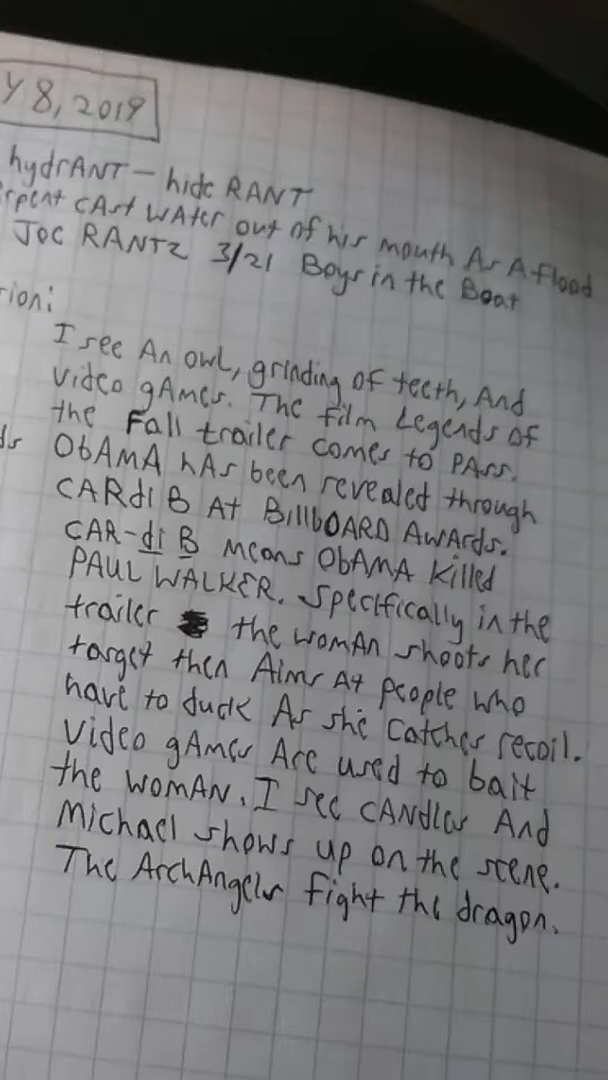 y 8, 2019
hydrANT - hide RANT
erpent cAst wAter out of his mouth As A flood
Joe RANTZ 3/21 Boys in the Boat
sion:
I see An owl, grinding of teeth, And
video gAmes. The film Legends of
the Fall trailer comes to pAss.
ds ObAMA hAs been revealed through
CARdi B At BillBOARD AwArds.
CAR-di B means ObAMA Killed
PAUL WALKER. Specifically in the
trailer the womAn shoots her
target then Aims At people who
have to duck As she catches recoil.
video gAmes Are used to bait
the womAN. I see cANdles And
Michael shows up on the scene.
The ArchAngels fight the dragon.